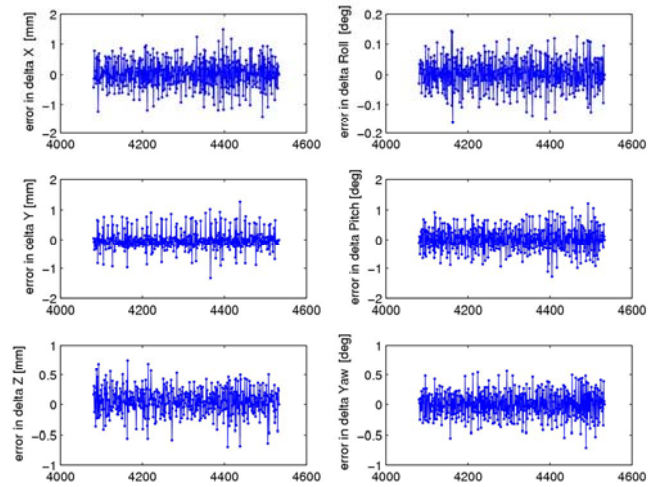 error in delta X [mm]
2
1
0
−1
−2
4000 4200 4400 4600
error in delta Roll [deg]
0.2
0.1
0
−0.1
0.2
4000 4200 4400 4600
error in celta Y [mm]
2
1
0
−1
−2
4000 4200 4400 4600
error in delta Pitch [deg]
2
1
0
−1
−2
4000 4200 4400 4600
error in delta Z [mm]
1
0.5
0
−0.5
−1
4000 4200 4400 4600
error in delta Yaw [deg]
1
0.5
0
−0.5
−1
4000 4200 4400 4600